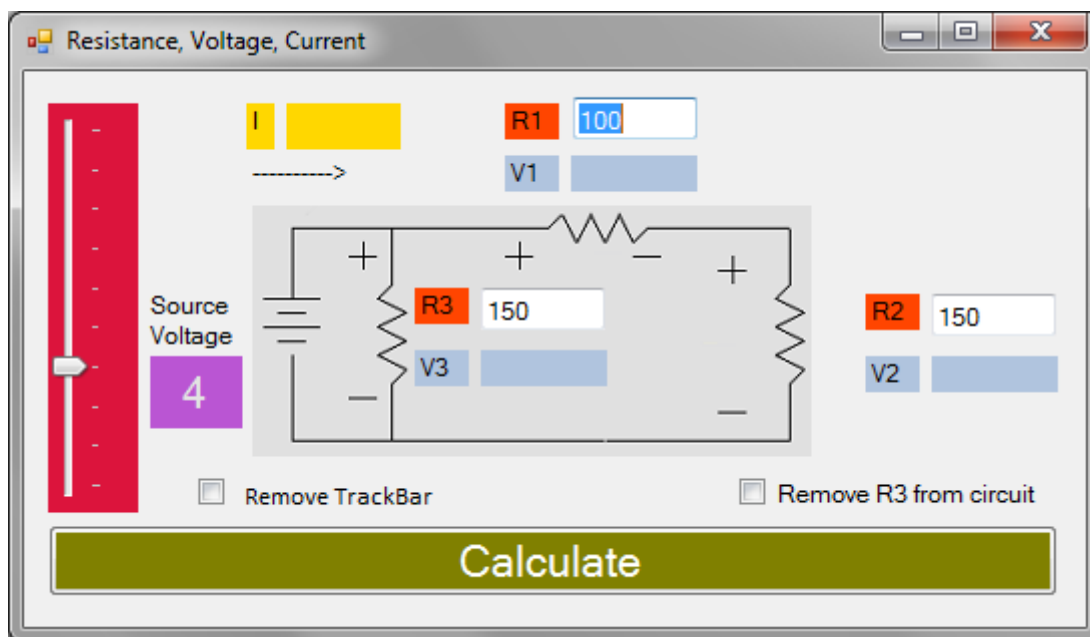 Resistance, Voltage, Current
I
R1 100
---------->
V1
+ + - +
R3 150
Source
Voltage
R2 150
V3
V2
4
- -
Remove TrackBar
Remove R3 from circuit
Calculate